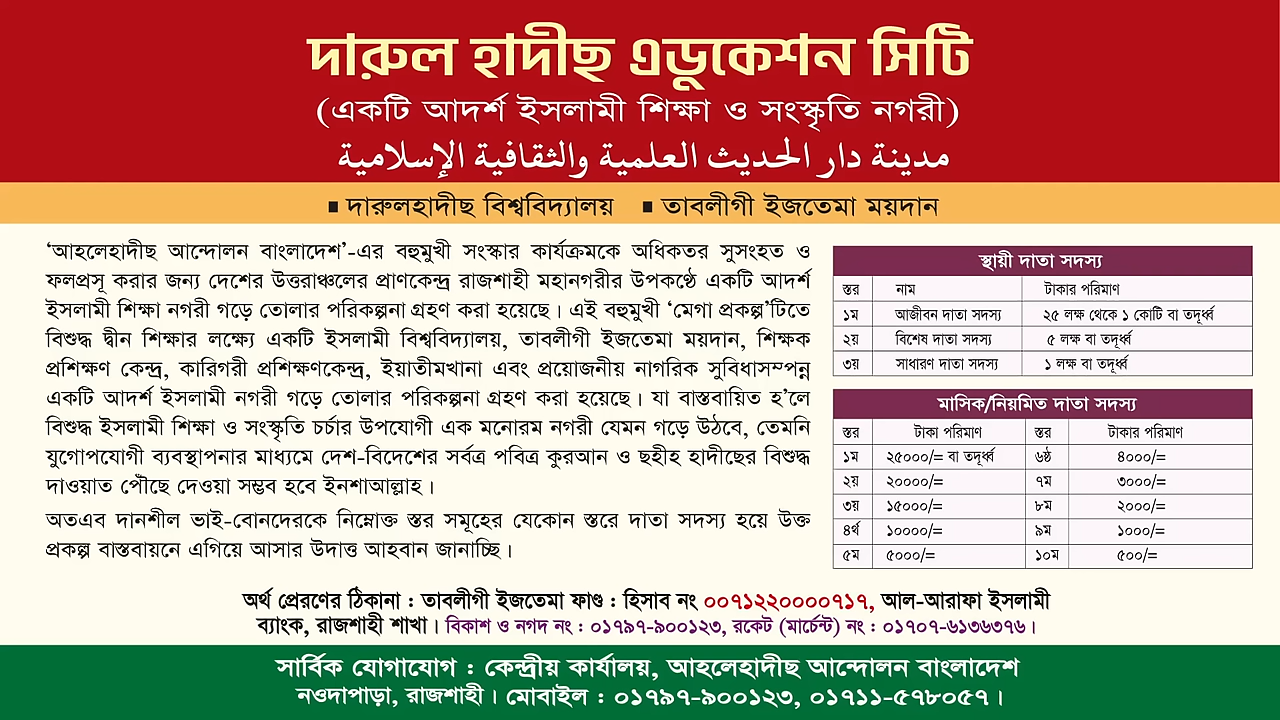 দারুল হাদীছ এডুকেশন সিটি
(একটি আদর্শ ইসলামী শিক্ষা ও সংস্কৃতি নগরী)
مدينة دار الحديث العلمية والثقافية الإسلامية
▪ দারুলহাদীছ বিশ্ববিদ্যালয় ▪ তাবলীগী ইজতেমা ময়দান
‘আহলেহাদীছ আন্দোলন বাংলাদেশ’-এর বহুমুখী সংস্কার কার্যক্রমকে অধিকতর সুসংহত ও
ফলপ্রসূ করার জন্য দেশের উত্তরাঞ্চলের প্রাণকেন্দ্র রাজশাহী মহানগরীর উপকণ্ঠে একটি আদর্শ
ইসলামী শিক্ষা নগরী গড়ে তোলার পরিকল্পনা গ্রহণ করা হয়েছে। এই বহুমুখী ‘মেগা প্রকল্প’টিতে
বিশুদ্ধ দ্বীন শিক্ষার লক্ষ্যে একটি ইসলামী বিশ্ববিদ্যালয়, তাবলীগী ইজতেমা ময়দান, শিক্ষক
প্রশিক্ষণ কেন্দ্র, কারিগরী প্রশিক্ষণকেন্দ্র, ইয়াতীমখানা এবং প্রয়োজনীয় নাগরিক সুবিধাসম্পন্ন
একটি আদর্শ ইসলামী নগরী গড়ে তোলার পরিকল্পনা গ্রহণ করা হয়েছে। যা বাস্তবায়িত হ’লে
বিশুদ্ধ ইসলামী শিক্ষা ও সংস্কৃতি চর্চার উপযোগী এক মনোরম নগরী যেমন গড়ে উঠবে, তেমনি
যুগোপযোগী ব্যবস্থাপনার মাধ্যমে দেশ-বিদেশের সর্বত্র পবিত্র কুরআন ও ছহীহ হাদীছের বিশুদ্ধ
দাওয়াত পৌছে দেওয়া সম্ভব হবে ইনশাআল্লাহ।
অতএব দানশীল ভাই-বোনদেরকে নিম্নোক্ত স্তর সমূহের যেকোন স্তরে দাতা সদস্য হয়ে উক্ত
প্রকল্প বাস্তবায়নে এগিয়ে আসার উদাত্ত আহবান জানাচ্ছি।
স্থায়ী দাতা সদস্য
স্তর নাম টাকার পরিমাণ
১ম আজীবন দাতা সদস্য ২৫ লক্ষ থেকে ১ কোটি বা তদূর্ধ্ব
২য় বিশেষ দাতা সদস্য ৫ লক্ষ বা তদূর্ধ্ব
৩য় সাধারণ দাতা সদস্য ১ লক্ষ বা তদূর্ধ্ব
মাসিক/নিয়মিত দাতা সদস্য
স্তর টাকা পরিমাণ স্তর টাকার পরিমাণ
১ম ২৫০০০/= বা তদূর্ধ্ব ৬ষ্ঠ ৪০০০/=
২য় ২০০০০/= ৭ম ৩০০০/=
৩য় ১৫০০০/= ৮ম ২০০০/=
৪র্থ ১০০০০/= ৯ম ১০০০/=
৫ম ৫০০০/= ১০ম ৫০০/=
অর্থ প্রেরণের ঠিকানা : তাবলীগী ইজতেমা ফাণ্ড : হিসাব নং ০০৭১২২০০০০৭১৭, আল-আরাফা ইসলামী
ব্যাংক, রাজশাহী শাখা। বিকাশ ও নগদ নং : ০১৭৯৭-৯০০১২৩, রকেট (মার্চেন্ট) নং : ০১৭০৭-৬১৩৬৩৭৬।
সার্বিক যোগাযোগ : কেন্দ্রীয় কার্যালয়, আহলেহাদীছ আন্দোলন বাংলাদেশ
নওদাপাড়া, রাজশাহী। মোবাইল : ০১৭৯৭-৯০০১২৩, ০১৭১১-৫৭৮০৫৭।